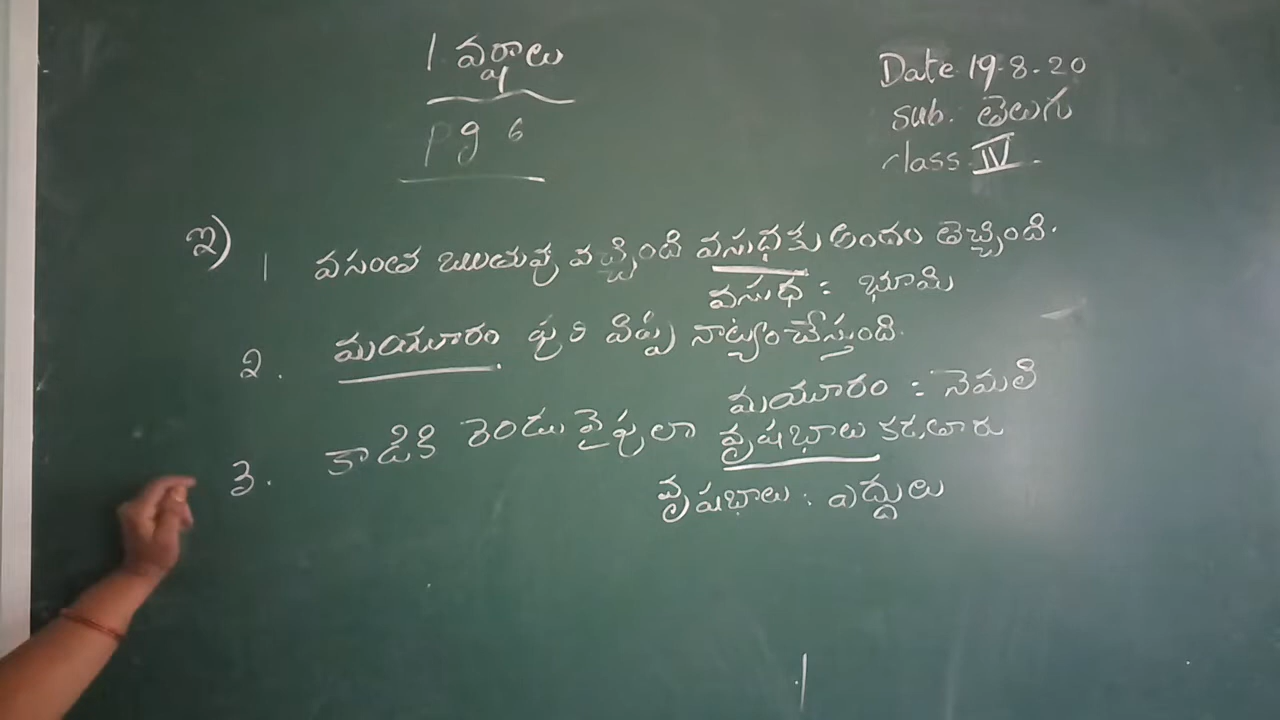 1 వర్షాలు
pg 6
Date 19-8-20
sub. తెలుగు
class IV
ఇ)
1 వసంత ఋతువు వచ్చింది వసుధకు అందం తెచ్చింది.
వసుధ : భూమి
2. మయూరం పురి విప్పి నాట్యంచేస్తుంది.
మయూరం : నెమలి
3. కాడికి రెండు వైపులా వృషభాలు కడతారు
వృషభాలు : ఎద్దులు